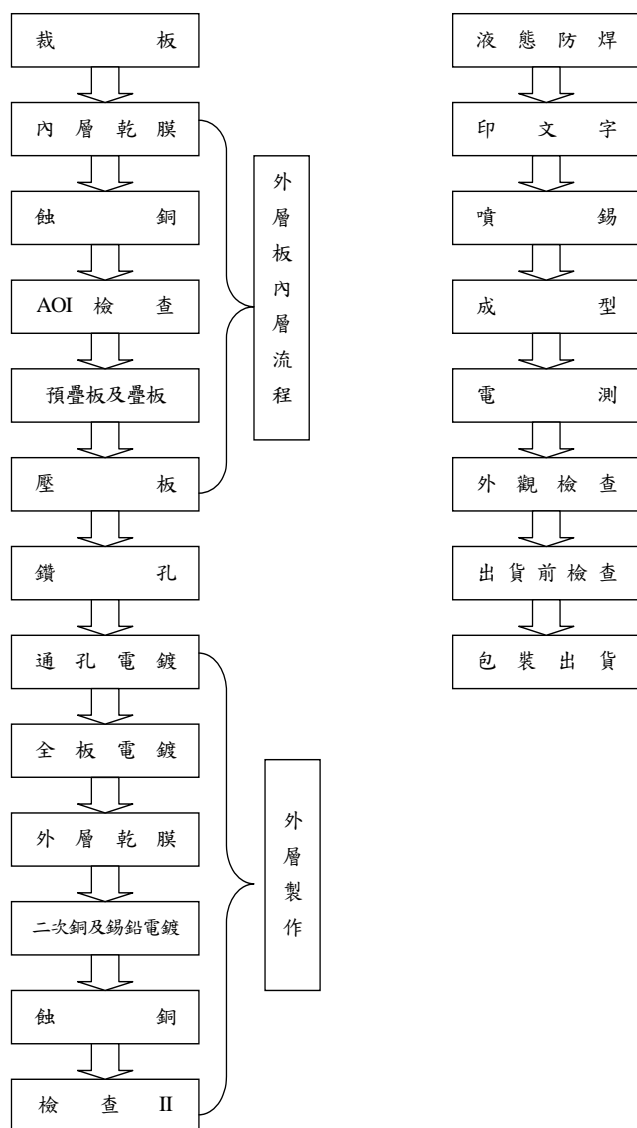 裁板
內層乾膜
蝕銅
AOI 檢查
預疊板及疊板
壓板
鑽孔
通孔電鍍
全板電鍍
外層乾膜
二次銅及錫鉛電鍍
蝕銅
檢查 II
外層板內層流程
外層製作
液態防焊
印文字
噴錫
成型
電測
外觀檢查
出貨前檢查
包裝出貨